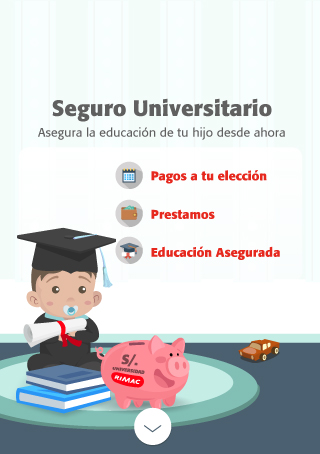 Seguro Universitario
Asegura la educación de tu hijo desde ahora
Pagos a tu elección
Prestamos
Educación Asegurada
S/.
UNIVERSIDAD
RIMAC